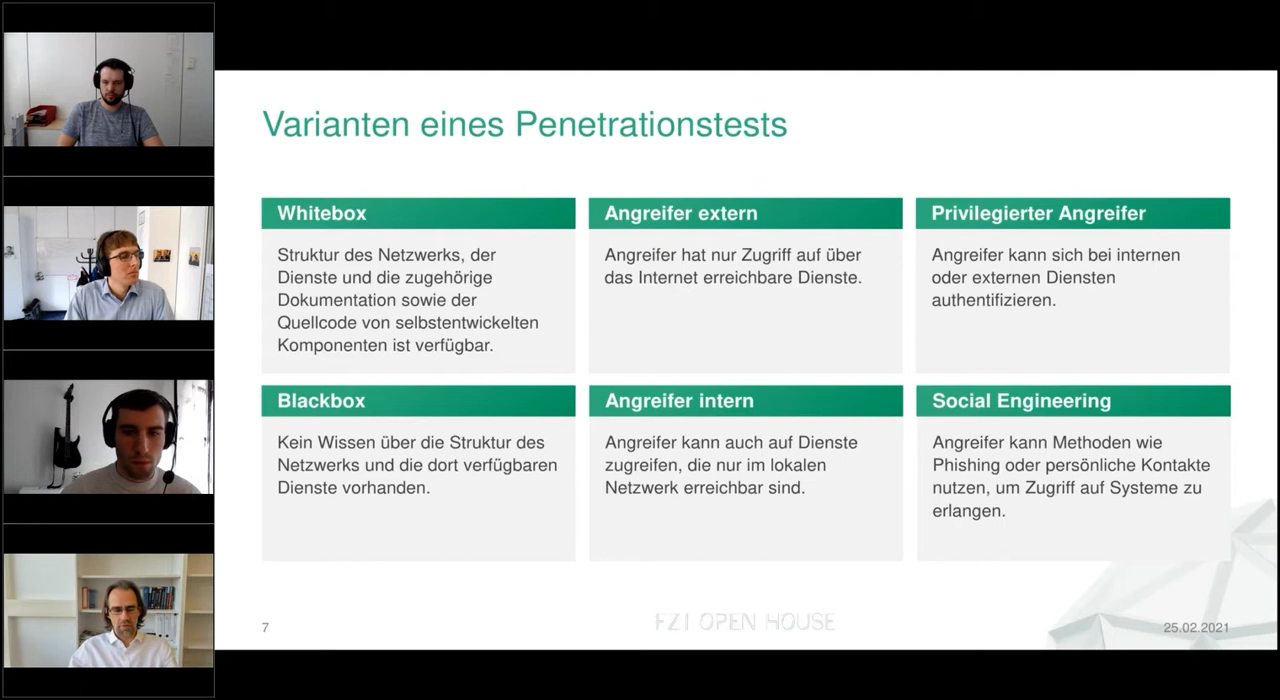 Varianten eines Penetrationstests
Whitebox
Struktur des Netzwerks, der
Dienste und die zugehörige
Dokumentation sowie der
Quellcode von selbstentwickelten
Komponenten ist verfügbar.
Angreifer extern
Angreifer hat nur Zugriff auf über
das Internet erreichbare Dienste.
Privilegierter Angreifer
Angreifer kann sich bei internen
oder externen Diensten
authentifizieren.
Blackbox
Kein Wissen über die Struktur des
Netzwerks und die dort verfügbaren
Dienste vorhanden.
Angreifer intern
Angreifer kann auch auf Dienste
zugreifen, die nur im lokalen
Netzwerk erreichbar sind.
Social Engineering
Angreifer kann Methoden wie
Phishing oder persönliche Kontakte
nutzen, um Zugriff auf Systeme zu
erlangen.
7
FZI OPEN HOUSE
25.02.2021